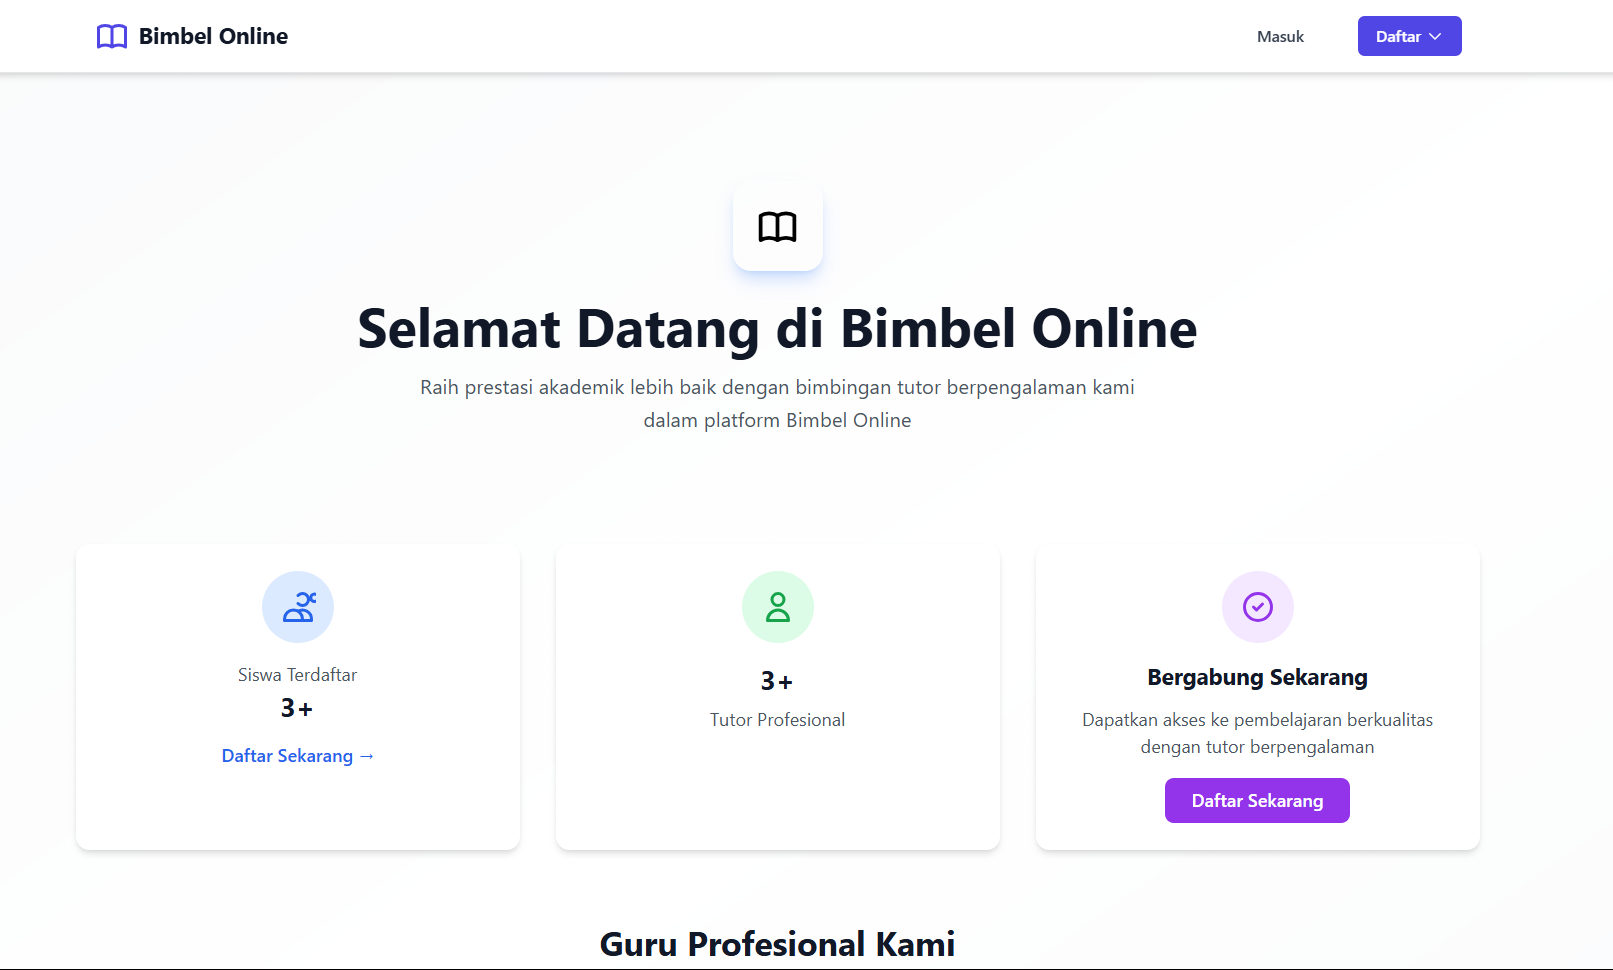 Bimbel Online
Masuk
Daftar
Selamat Datang di Bimbel Online
Raih prestasi akademik lebih baik dengan bimbingan tutor berpengalaman kami
dalam platform Bimbel Online
Siswa Terdaftar
3+
Daftar Sekarang →
3+
Tutor Profesional
Bergabung Sekarang
Dapatkan akses ke pembelajaran berkualitas
dengan tutor berpengalaman
Daftar Sekarang
Guru Profesional Kami